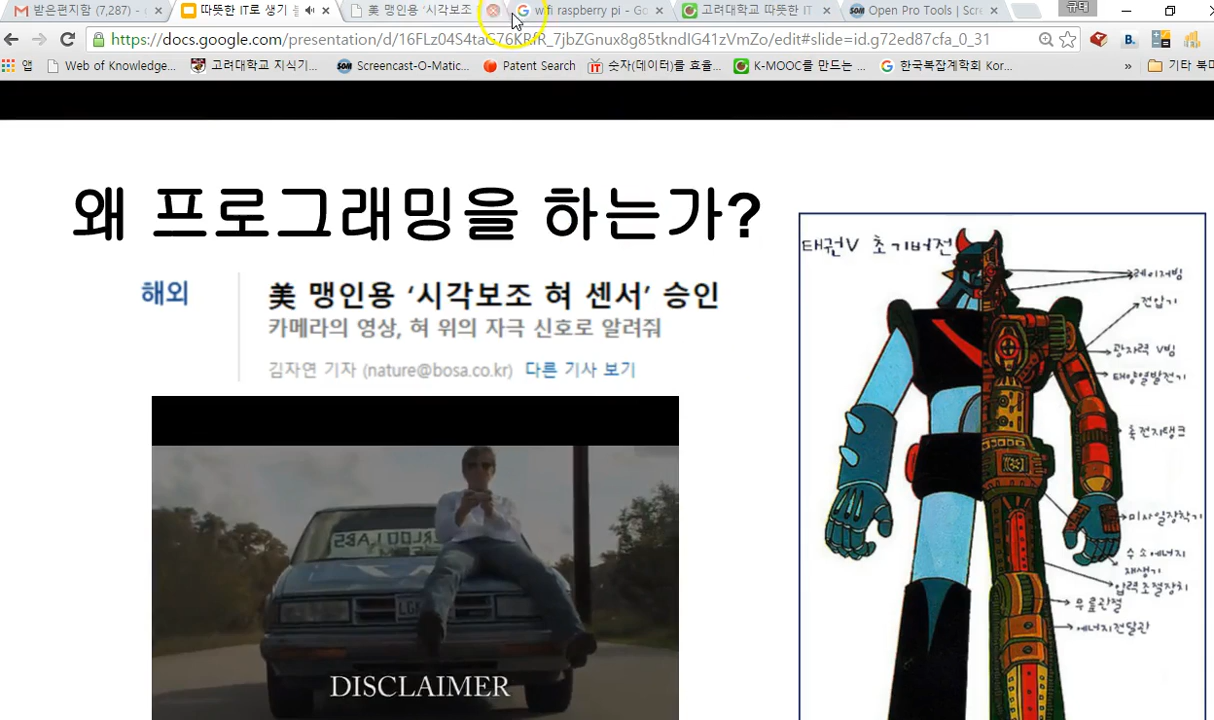 받은편지함 (7,287) -
따뜻한 IT로 생기 를
美 맹인용 ‘시각보조
wifi raspberry pi - Go
고려대학교 따뜻한 IT
Open Pro Tools | Scre
규태
https://docs.google.com/presentation/d/16FLz04S4taG76KRfR_7jbZGnux8g85tkndIG41zVmZo/edit#slide=id.g72ed87cfa_0_31
앱
Web of Knowledge...
고려대학교 지식기...
Screencast-O-Matic...
Patent Search
숫자(데이터)를 효율...
K-MOOC를 만드는 ...
한국복잡계학회 Kor...
»
기타 북마
왜 프로그래밍을 하는가?
해외
美 맹인용 ‘시각보조 혀 센서’ 승인
카메라의 영상, 혀 위의 자극 신호로 알려줘
김자연 기자 (nature@bosa.co.kr) 다른 기사 보기
DISCLAIMER
태권V 초기버전
레이저빔
전압기
광자력 V빔
태양열발전기
축전지탱크
미사일장착기
수소에너지
재생기
압력조절장치
무릎관절
에너지전달관